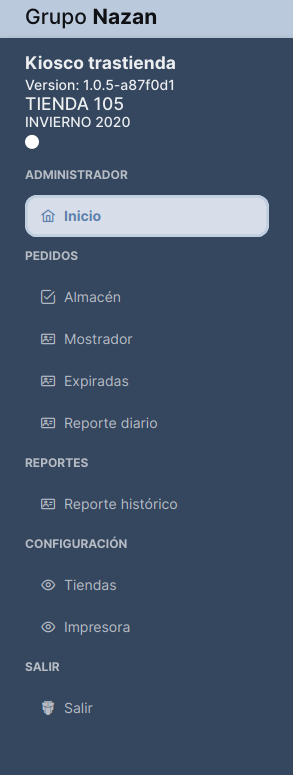 Grupo Nazan
Kiosco trastienda
Version: 1.0.5-a87f0d1
TIENDA 105
INVIERNO 2020
ADMINISTRADOR
Inicio
PEDIDOS
Almacén
Mostrador
Expiradas
Reporte diario
REPORTES
Reporte histórico
CONFIGURACIÓN
Tiendas
Impresora
SALIR
Salir